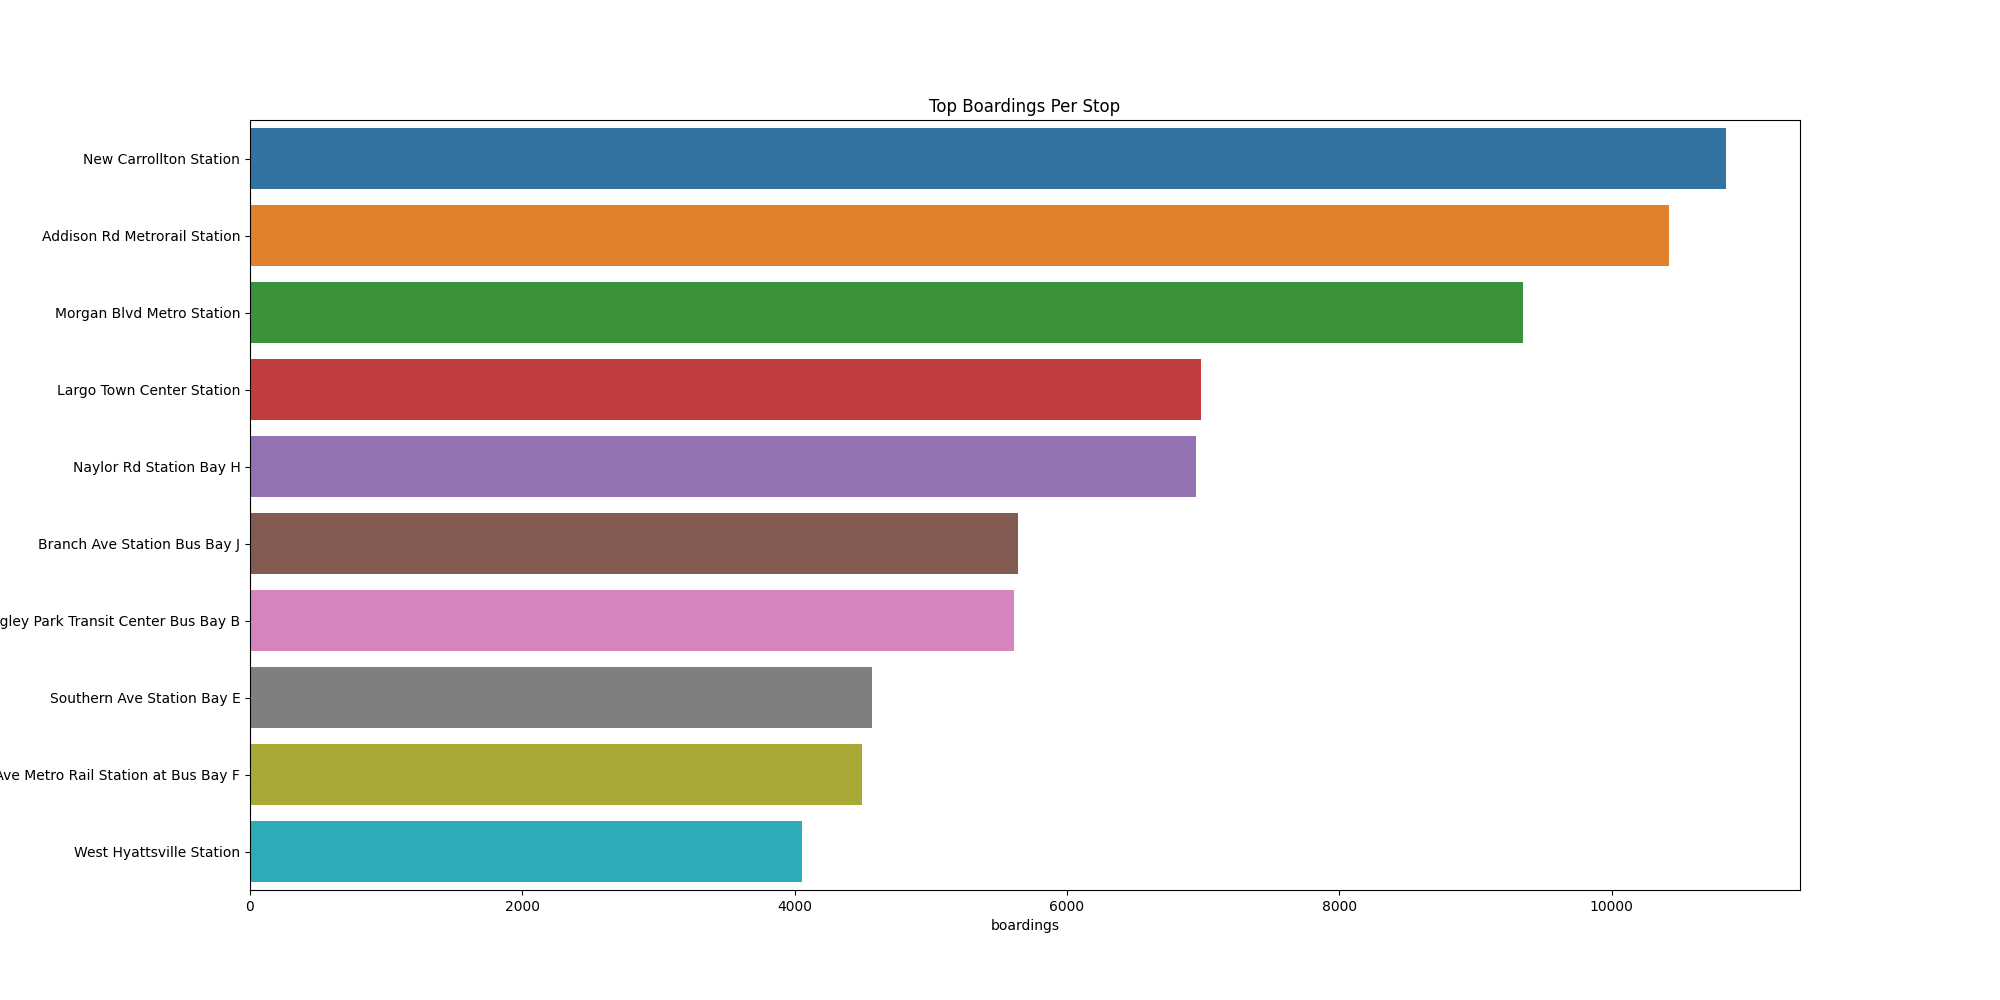 Top Boardings Per Stop
New Carrollton Station
Addison Rd Metrorail Station
Morgan Blvd Metro Station
Largo Town Center Station
Naylor Rd Station Bay H
Branch Ave Station Bus Bay J
gley Park Transit Center Bus Bay B
Southern Ave Station Bay E
Ave Metro Rail Station at Bus Bay F
West Hyattsville Station
0 2000 4000 6000 8000 10000
boardings